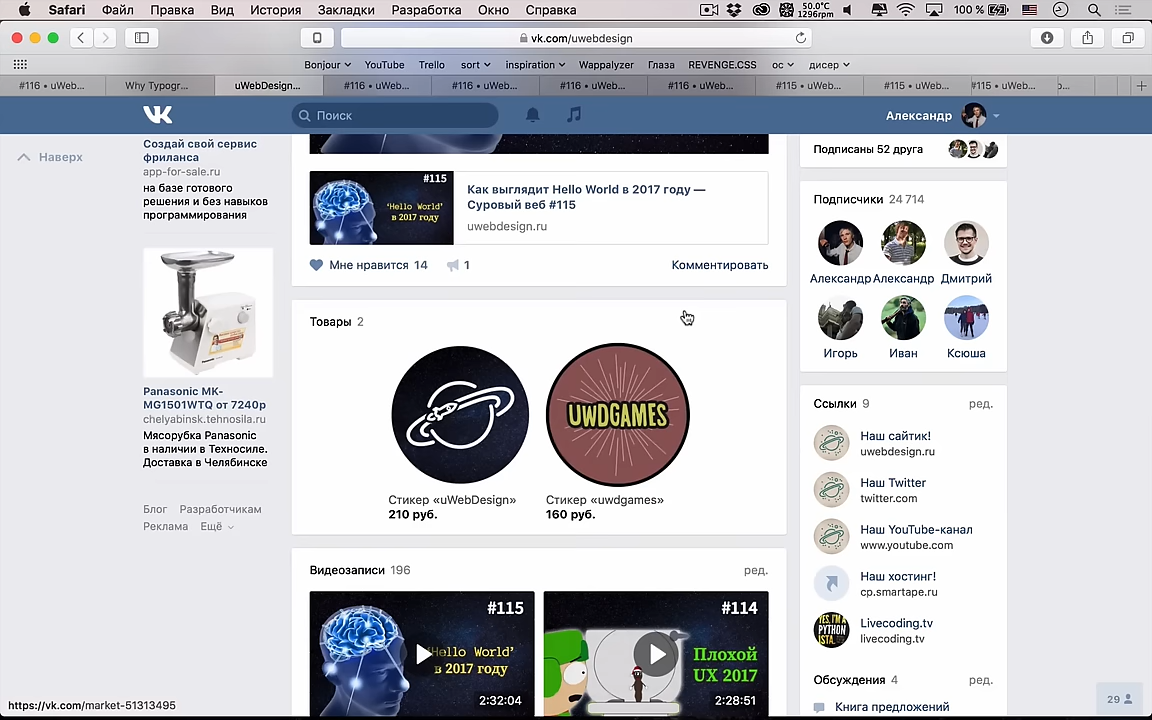 Safari Файл Правка Вид История Закладки Разработка Окно Справка 50.0°C 1296rpm 100 %
vk.com/uwebdesign
Bonjour YouTube Trello sort inspiration Wappalyzer Глаза REVENGE.CSS ос дисер
#116 • uWeb... Why Typogr... uWebDesign... #116 • uWeb... #116 • uWeb... #116 • uWeb... #116 • uWeb... #115 • uWeb... #115 • uWeb... #115 • uWeb...
Поиск Александр
Наверх
Создай свой сервис
фриланса
app-for-sale.ru
на базе готового
решения и без навыков
программирования
Panasonic MK-
MG1501WTQ от 7240р
chelyabinsk.tehnosila.ru
Мясорубка Panasonic
в наличии в Техносиле.
Доставка в Челябинске
Блог Разработчикам
Реклама Ещё
#115
'Hello World'
в 2017 году
Как выглядит Hello World в 2017 году —
Суровый веб #115
uwebdesign.ru
Мне нравится 14 1 Комментировать
Товары 2
UWDGAMES
Стикер «uWebDesign» Стикер «uwdgames»
210 руб. 160 руб.
Видеозаписи 196 ред.
#115
'Hello World'
в 2017 году
2:32:04
#114
Плохой
UX 2017
2:28:51
Подписаны 52 друга
Подписчики 24 714
Александр Александр Дмитрий
Игорь Иван Ксюша
Ссылки 9 ред.
Наш сайтик!
uwebdesign.ru
Наш Twitter
twitter.com
Наш YouTube-канал
www.youtube.com
Наш хостинг!
cp.smartape.ru
YES, I'M A
PYTHON
ISTA.
Livecoding.tv
livecoding.tv
Обсуждения 4 ред.
Книга предложений
29
https://vk.com/market-51313495